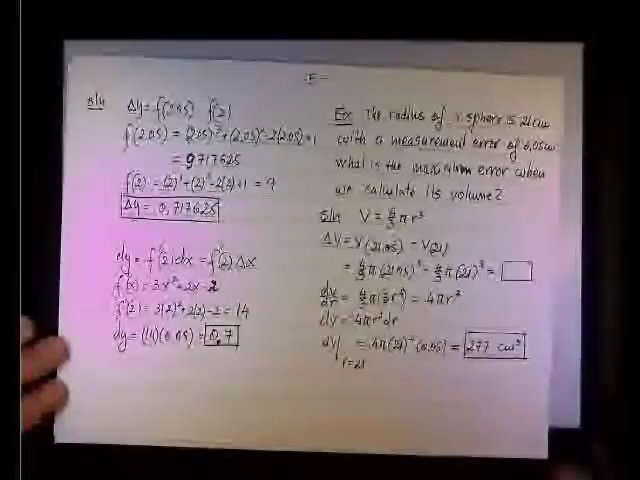 Sln
Δy = f(2.05) f(2)
f(2.05) = (2.05)³+(2.05)²-2(2.05)+1
= 9.717625
f(2) = (2)³+(2)²-2(2)+1 = 9
Δy = 0.717625
dy = f'(2)dx = f'(2)Δx
f'(x) = 3x²+2x-2
f'(2) = 3(2)²+2(2)-2 = 14
dy = (14)(0.05) = 0.7
Ex The radius of a sphere is 21cm
with a measurement error of 0.05cm
what is the maximum error when
we calculate its volume?
Sln V = 4/3 πr³
ΔV = V(21.05) - V(21)
= 4/3 π(21.05)³ - 4/3 π(21)³ =
dv/dr = 4/3 π(3r²) = 4πr²
dv = 4πr²dr
dv| = 4π(21)²(0.05) = 277 cm³
r=21